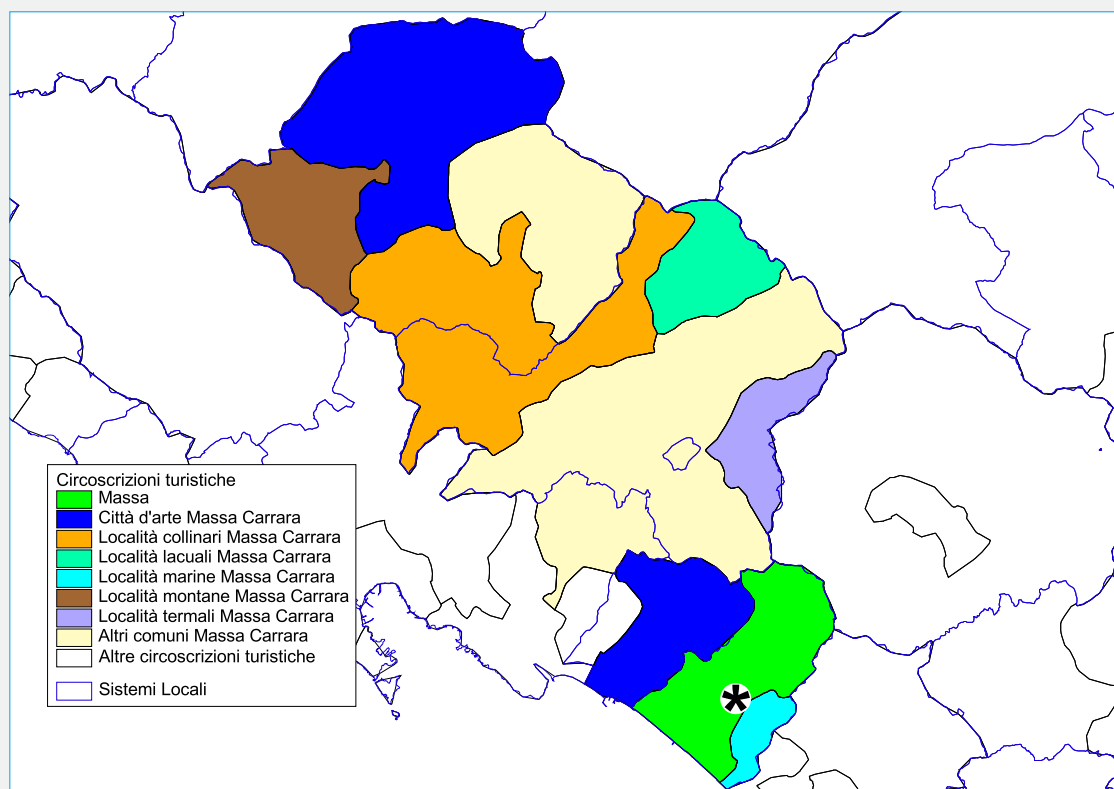 Circoscrizioni turistiche
Massa
Città d'arte Massa Carrara
Località collinari Massa Carrara
Località lacuali Massa Carrara
Località marine Massa Carrara
Località montane Massa Carrara
Località termali Massa Carrara
Altri comuni Massa Carrara
Altre circoscrizioni turistiche
Sistemi Locali